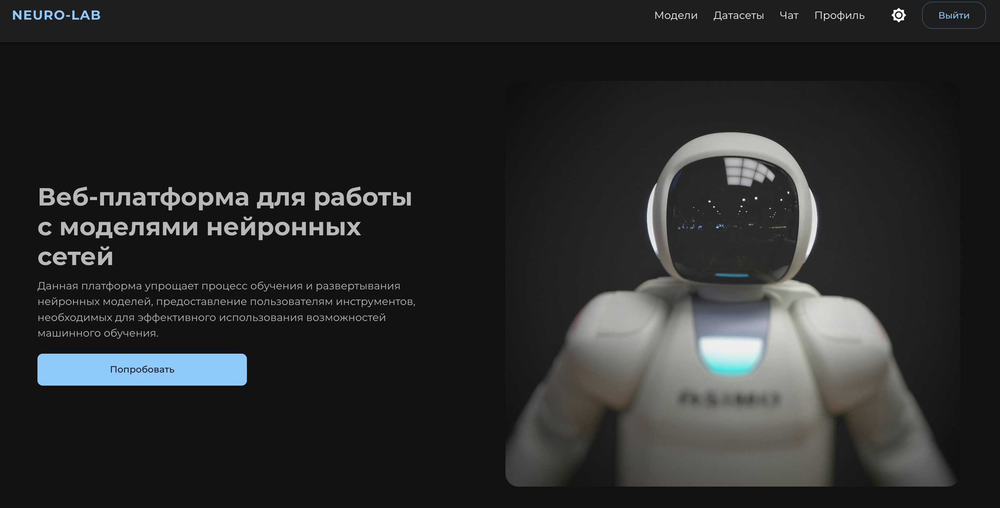 NEURO-LAB
Модели Датасеты Чат Профиль Выйти
Веб-платформа для работы
с моделями нейронных
сетей
Данная платформа упрощает процесс обучения и развертывания
нейронных моделей, предоставление пользователям инструментов,
необходимых для эффективного использования возможностей
машинного обучения.
Попробовать
ASIMO